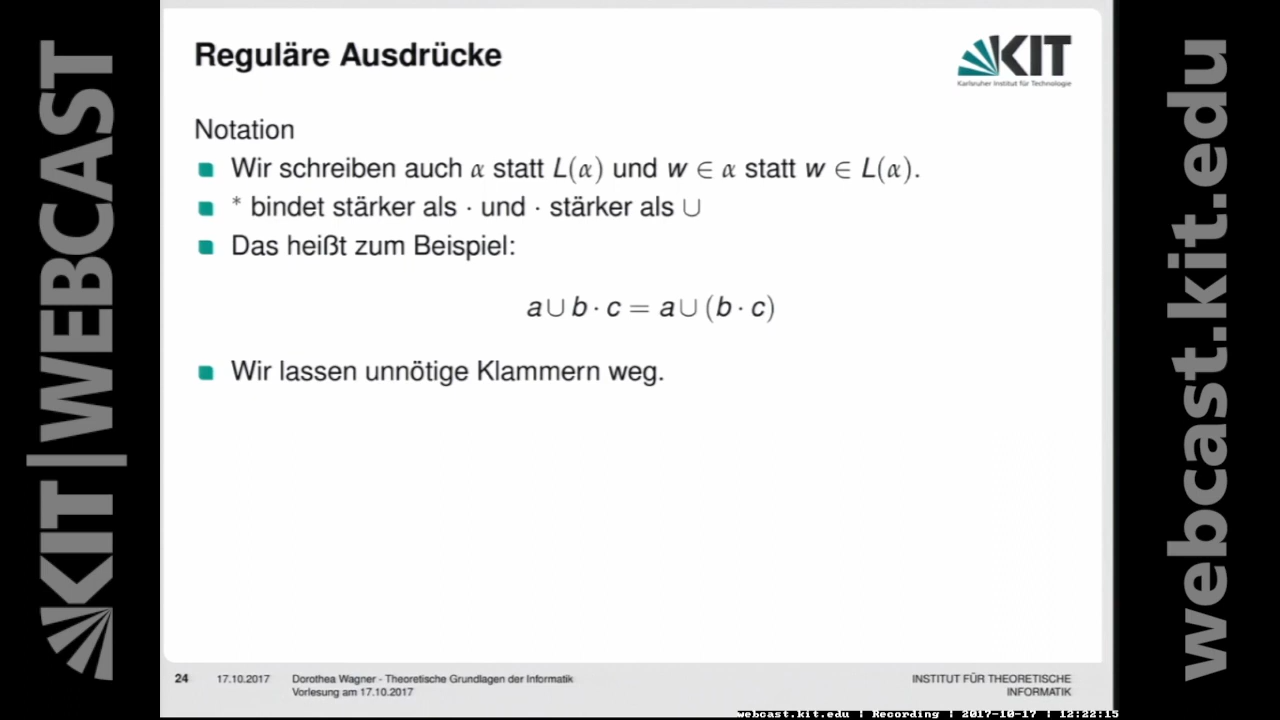 KIT|WEBCAST
Reguläre Ausdrücke
KIT
Karlsruher Institut für Technologie
Notation
Wir schreiben auch α statt L(α) und w ∈ α statt w ∈ L(α).
* bindet stärker als · und · stärker als ∪
Das heißt zum Beispiel:
a ∪ b · c = a ∪ (b · c)
Wir lassen unnötige Klammern weg.
24 17.10.2017 Dorothea Wagner - Theoretische Grundlagen der Informatik
Vorlesung am 17.10.2017
INSTITUT FÜR THEORETISCHE
INFORMATIK
webcast.kit.edu | Recording | 2017-10-17 | 12:22:15
webcast.kit.edu